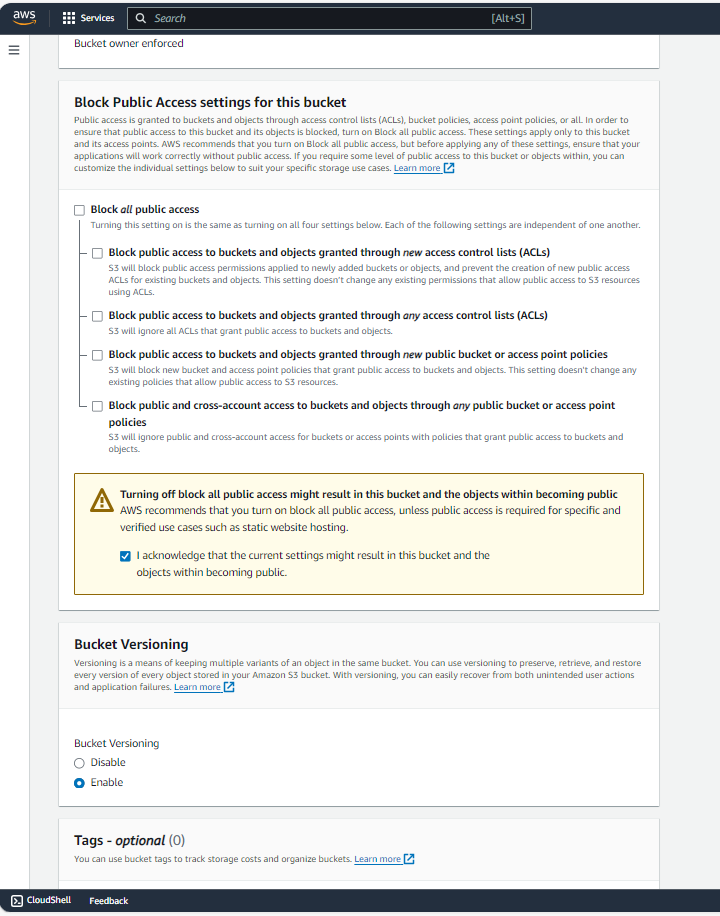 aws
Services
Search
[Alt+S]
Bucket owner enforced
Block Public Access settings for this bucket
Public access is granted to buckets and objects through access control lists (ACLs), bucket policies, access point policies, or all. In order to
ensure that public access to this bucket and its objects is blocked, turn on Block all public access. These settings apply only to this bucket
and its access points. AWS recommends that you turn on Block all public access, but before applying any of these settings, ensure that your
applications will work correctly without public access. If you require some level of public access to this bucket or objects within, you can
customize the individual settings below to suit your specific storage use cases. Learn more
Block all public access
Turning this setting on is the same as turning on all four settings below. Each of the following settings are independent of one another.
Block public access to buckets and objects granted through new access control lists (ACLs)
S3 will block public access permissions applied to newly added buckets or objects, and prevent the creation of new public access
ACLs for existing buckets and objects. This setting doesn't change any existing permissions that allow public access to S3 resources
using ACLs.
Block public access to buckets and objects granted through any access control lists (ACLs)
S3 will ignore all ACLs that grant public access to buckets and objects.
Block public access to buckets and objects granted through new public bucket or access point policies
S3 will block new bucket and access point policies that grant public access to buckets and objects. This setting doesn't change any
existing policies that allow public access to S3 resources.
Block public and cross-account access to buckets and objects through any public bucket or access point
policies
S3 will ignore public and cross-account access for buckets or access points with policies that grant public access to buckets and
objects.
Turning off block all public access might result in this bucket and the objects within becoming public
AWS recommends that you turn on block all public access, unless public access is required for specific and
verified use cases such as static website hosting.
I acknowledge that the current settings might result in this bucket and the
objects within becoming public.
Bucket Versioning
Versioning is a means of keeping multiple variants of an object in the same bucket. You can use versioning to preserve, retrieve, and restore
every version of every object stored in your Amazon S3 bucket. With versioning, you can easily recover from both unintended user actions
and application failures. Learn more
Bucket Versioning
Disable
Enable
Tags - optional (0)
You can use bucket tags to track storage costs and organize buckets. Learn more
CloudShell
Feedback